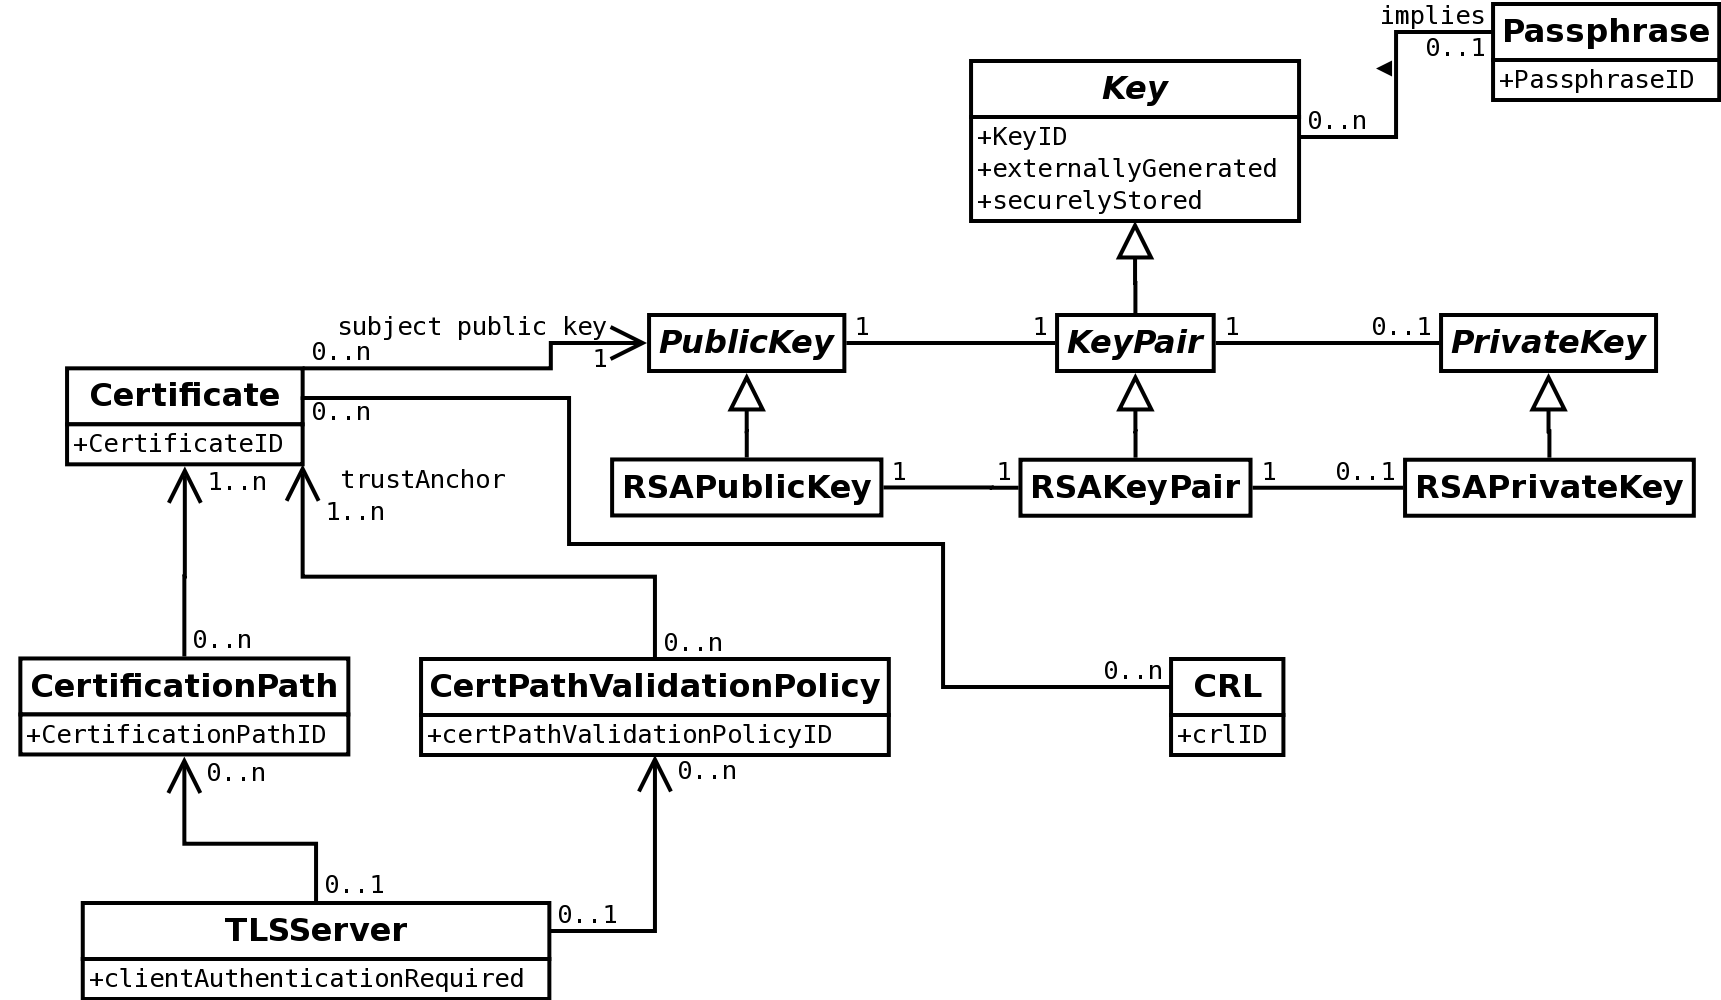 implies
Passphrase
0..1
+PassphraseID
Key
+KeyID
+externallyGenerated
+securelyStored
0..n
subject public key
0..n
1
PublicKey
1
1
KeyPair
1
0..1
PrivateKey
Certificate
+CertificateID
0..n
1..n
trustAnchor
1..n
RSAPublicKey
1
1
RSAKeyPair
1
0..1
RSAPrivateKey
0..n
0..n
0..n
CertificationPath
+CertificationPathID
CertPathValidationPolicy
+certPathValidationPolicyID
CRL
+crlID
0..n
0..n
0..1
0..1
TLSServer
+clientAuthenticationRequired